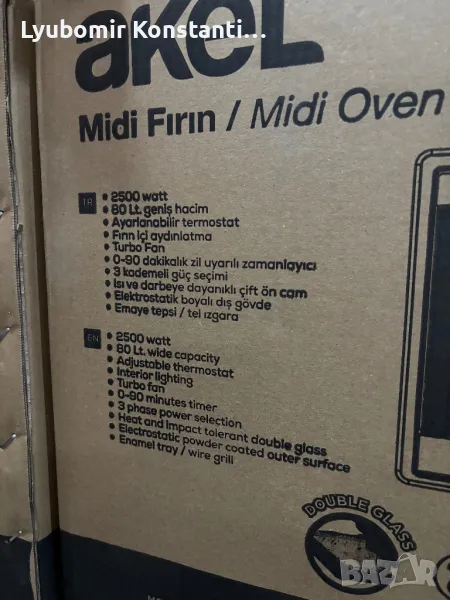 Lyubomir Konstanti...
akel
Midi Fırın / Midi Oven
TR
• 2500 watt
• 80 Lt. geniş hacim
• Ayarlanabilir termostat
• Fırın içi aydınlatma
• Turbo Fan
• 0-90 dakikalık zil uyarılı zamanlayıcı
• 3 kademeli güç seçimi
• Isı ve darbeye dayanıklı çift ön cam
• Elektrostatik boyalı dış gövde
• Emaye tepsi / tel ızgara
EN
• 2500 watt
• 80 Lt. wide capacity
• Adjustable thermostat
• Interior lighting
• Turbo fan
• 0-90 minutes timer
• 3 phase power selection
• Heat and Impact tolerant double glass
• Electrostatic powder coated outer surface
• Enamel tray / wire grill
DOUBLE GLASS
bazar